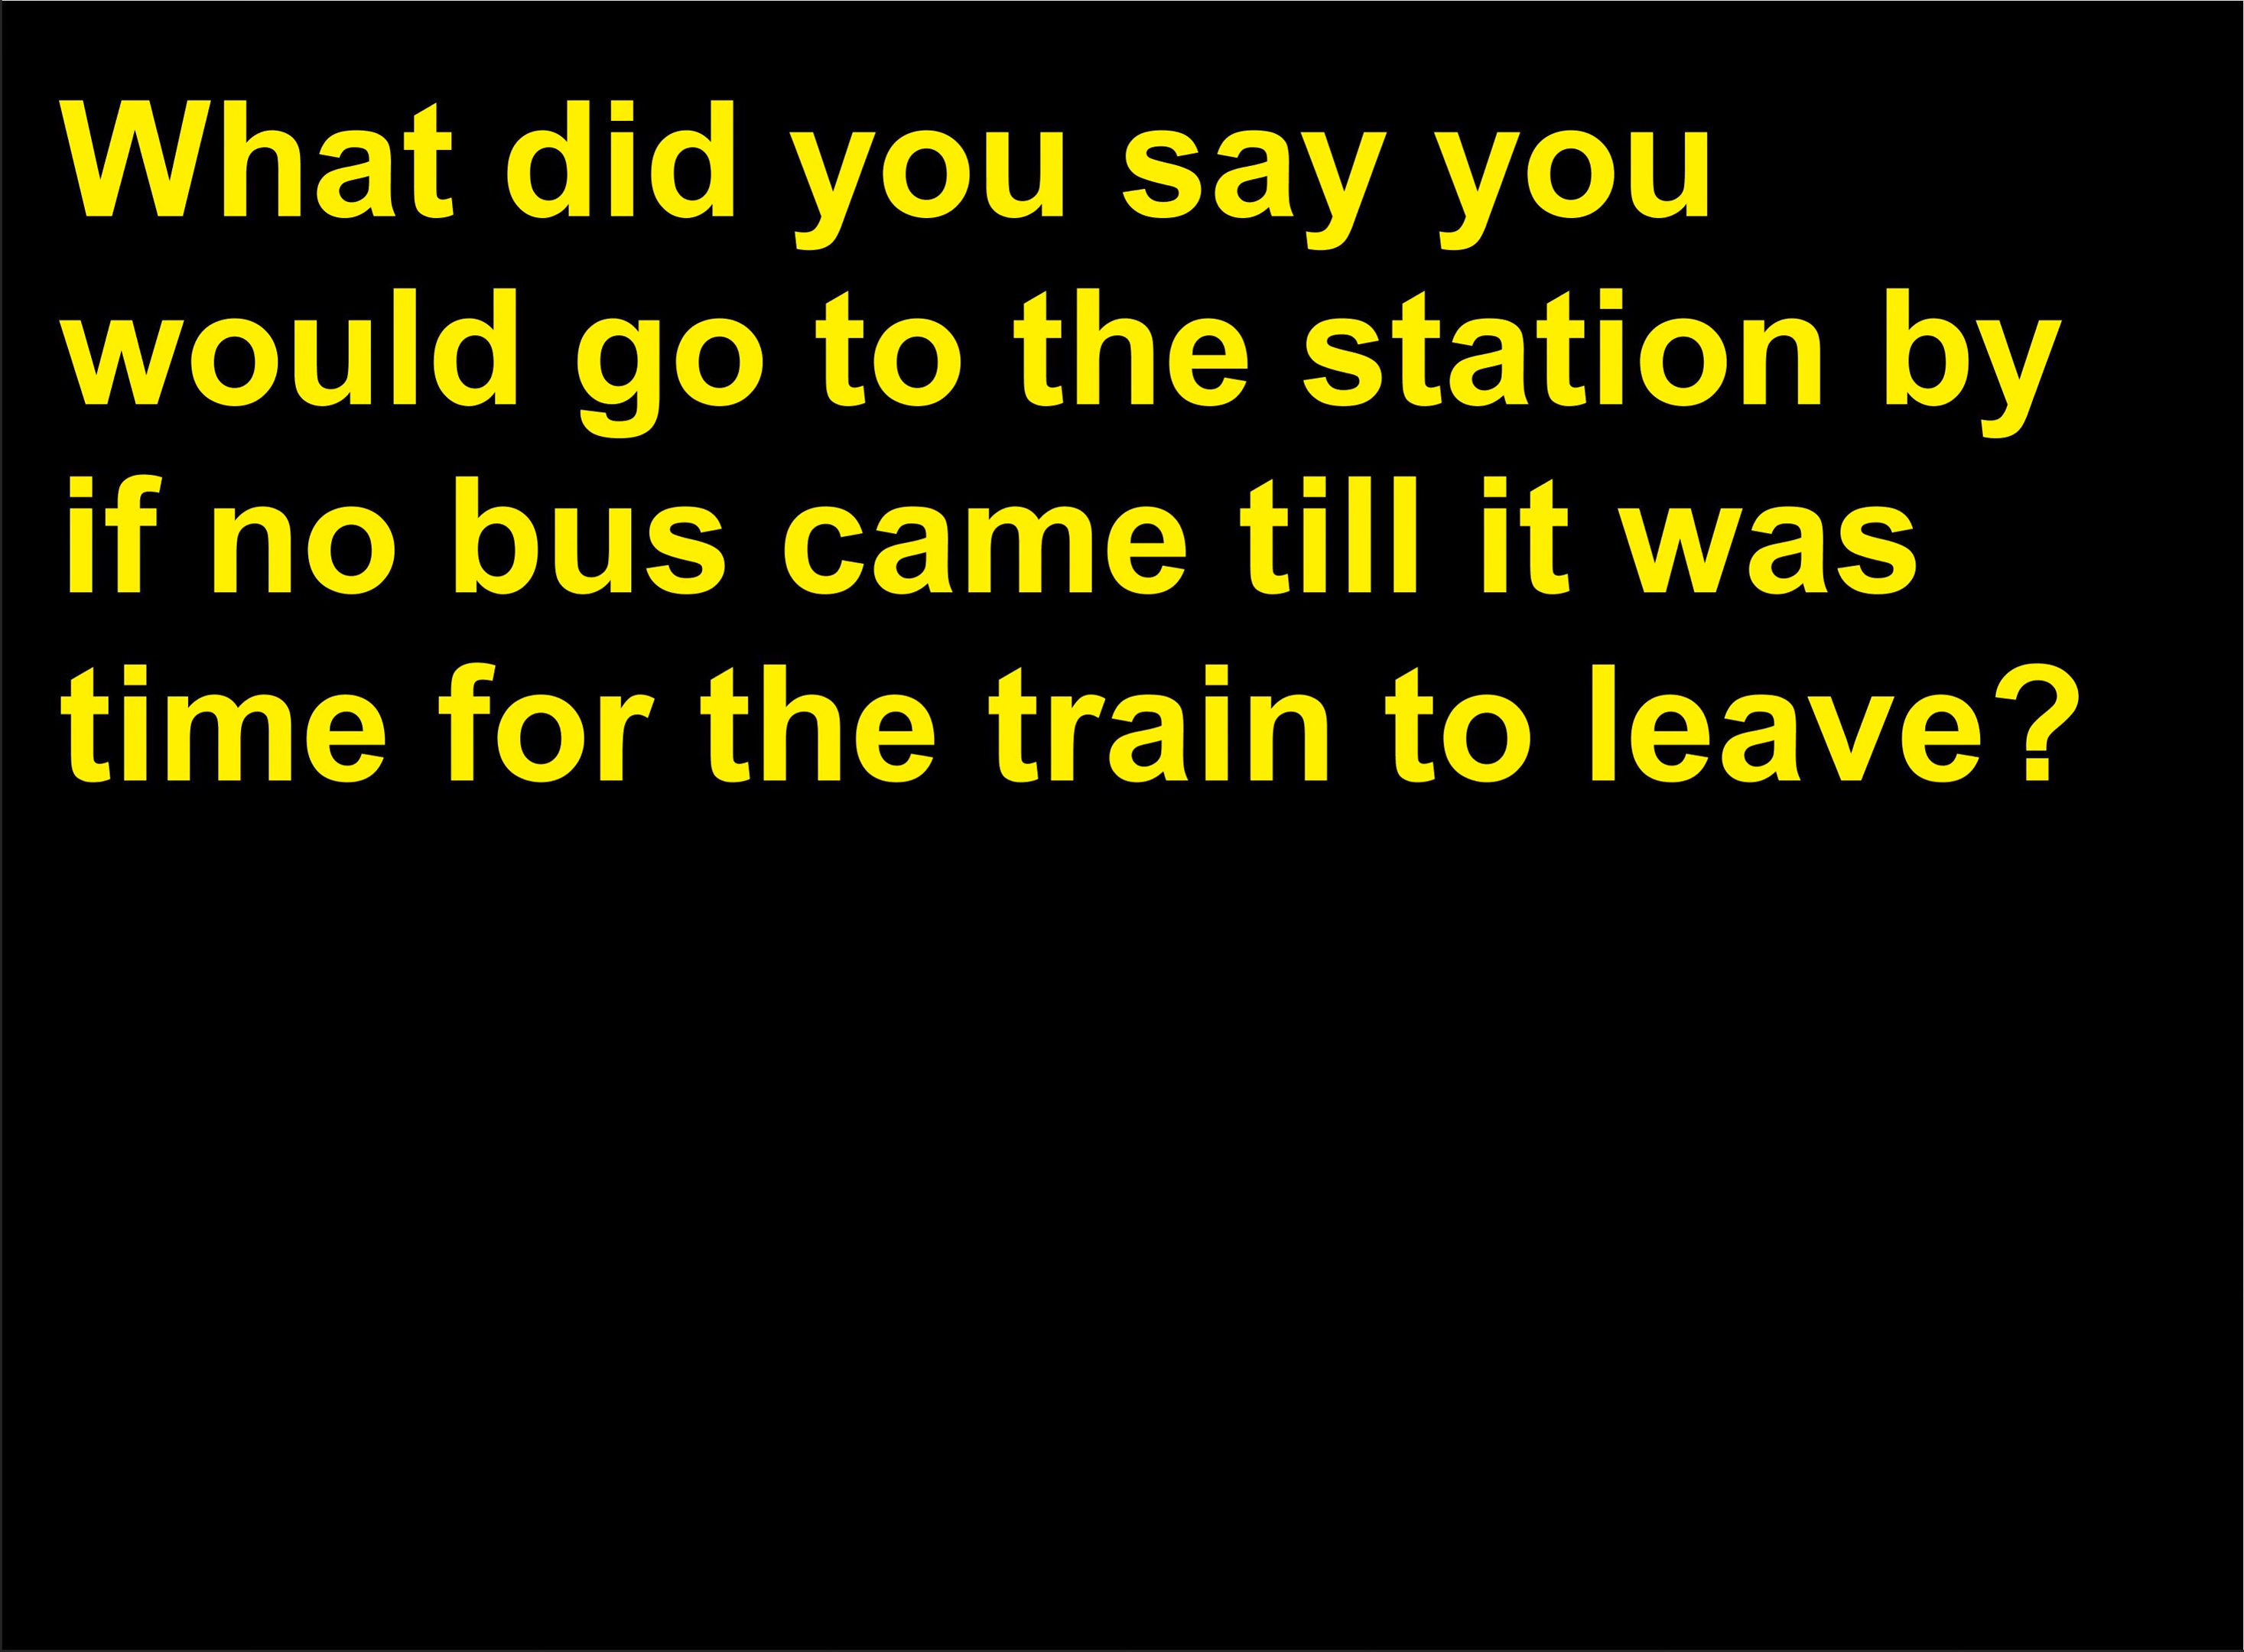 What did you say you
would go to the station by
if no bus came till it was
time for the train to leave?